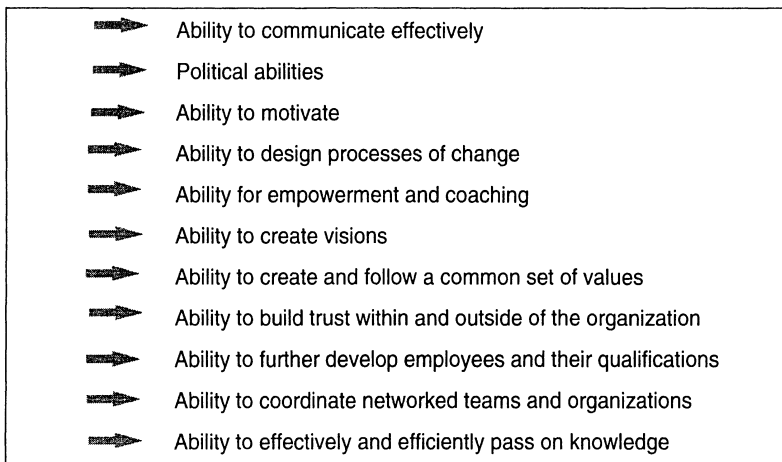 Ability to communicate effectively
Political abilities
Ability to motivate
Ability to design processes of change
Ability for empowerment and coaching
Ability to create visions
Ability to create and follow a common set of values
Ability to build trust within and outside of the organization
Ability to further develop employees and their qualifications
Ability to coordinate networked teams and organizations
Ability to effectively and efficiently pass on knowledge